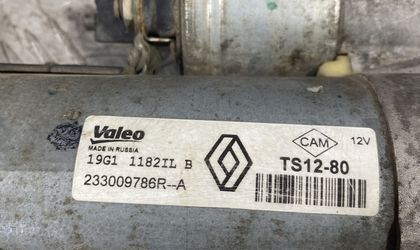 Valeo
MADE IN RUSSIA
19G1 1182IL B
233009786R--A
CAM
12V
TS12-80